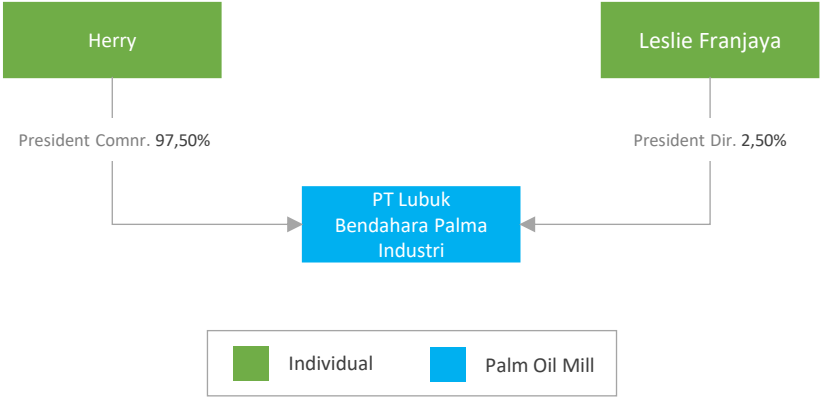 Herry
Leslie Franjaya
President Comnr. 97,50%
President Dir. 2,50%
PT Lubuk
Bendahara Palma
Industri
Individual
Palm Oil Mill